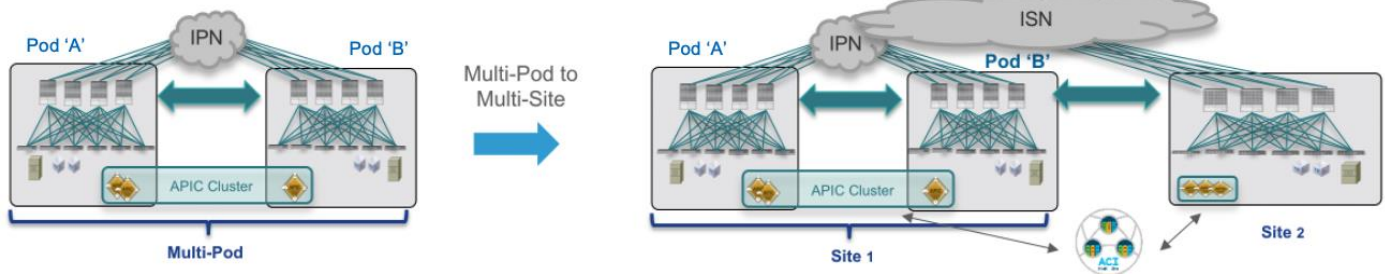 IPN
Pod 'A'
Pod 'B'
APIC Cluster
Multi-Pod
Multi-Pod to
Multi-Site
ISN
IPN
Pod 'A'
Pod 'B'
APIC Cluster
Site 1
Site 2
ACI